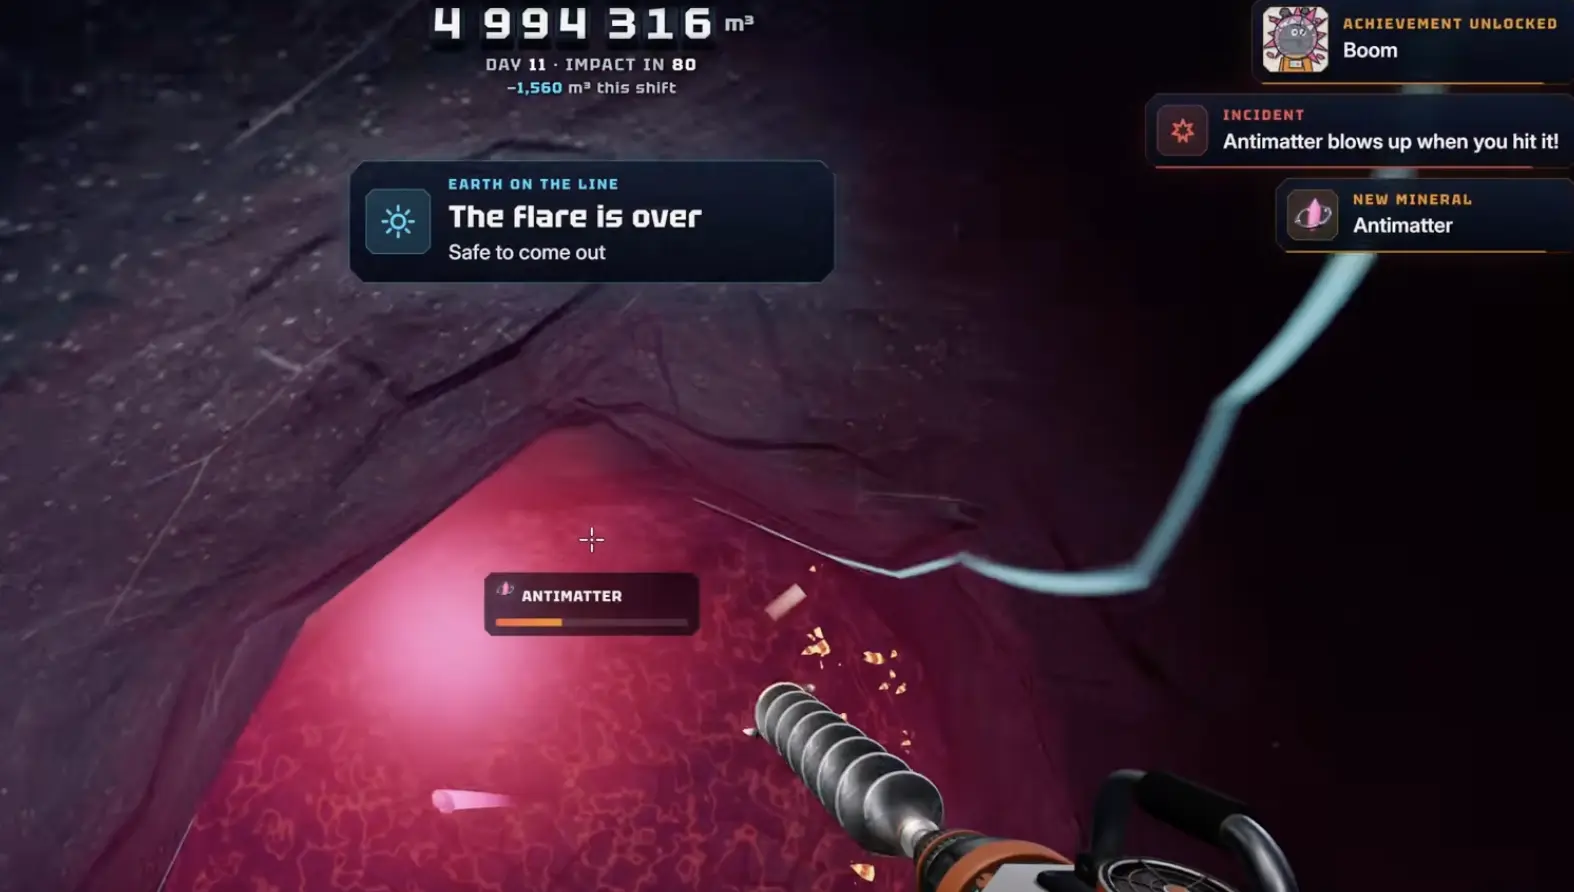 4 994 316 m³
DAY 11 · IMPACT IN 80
-1,560 m³ this shift
EARTH ON THE LINE
The flare is over
Safe to come out
ACHIEVEMENT UNLOCKED
Boom
INCIDENT
Antimatter blows up when you hit it!
NEW MINERAL
Antimatter
ANTIMATTER